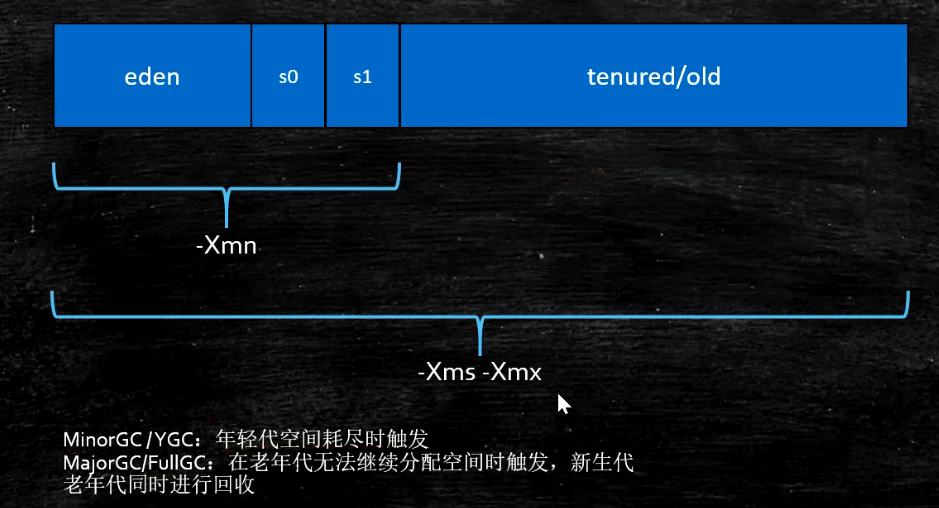 eden s0 s1 tenured/old
-Xmn
-Xms -Xmx
MinorGC/YGC：年轻代空间耗尽时触发
MajorGC/FullGC：在老年代无法继续分配空间时触发，新生代
老年代同时进行回收